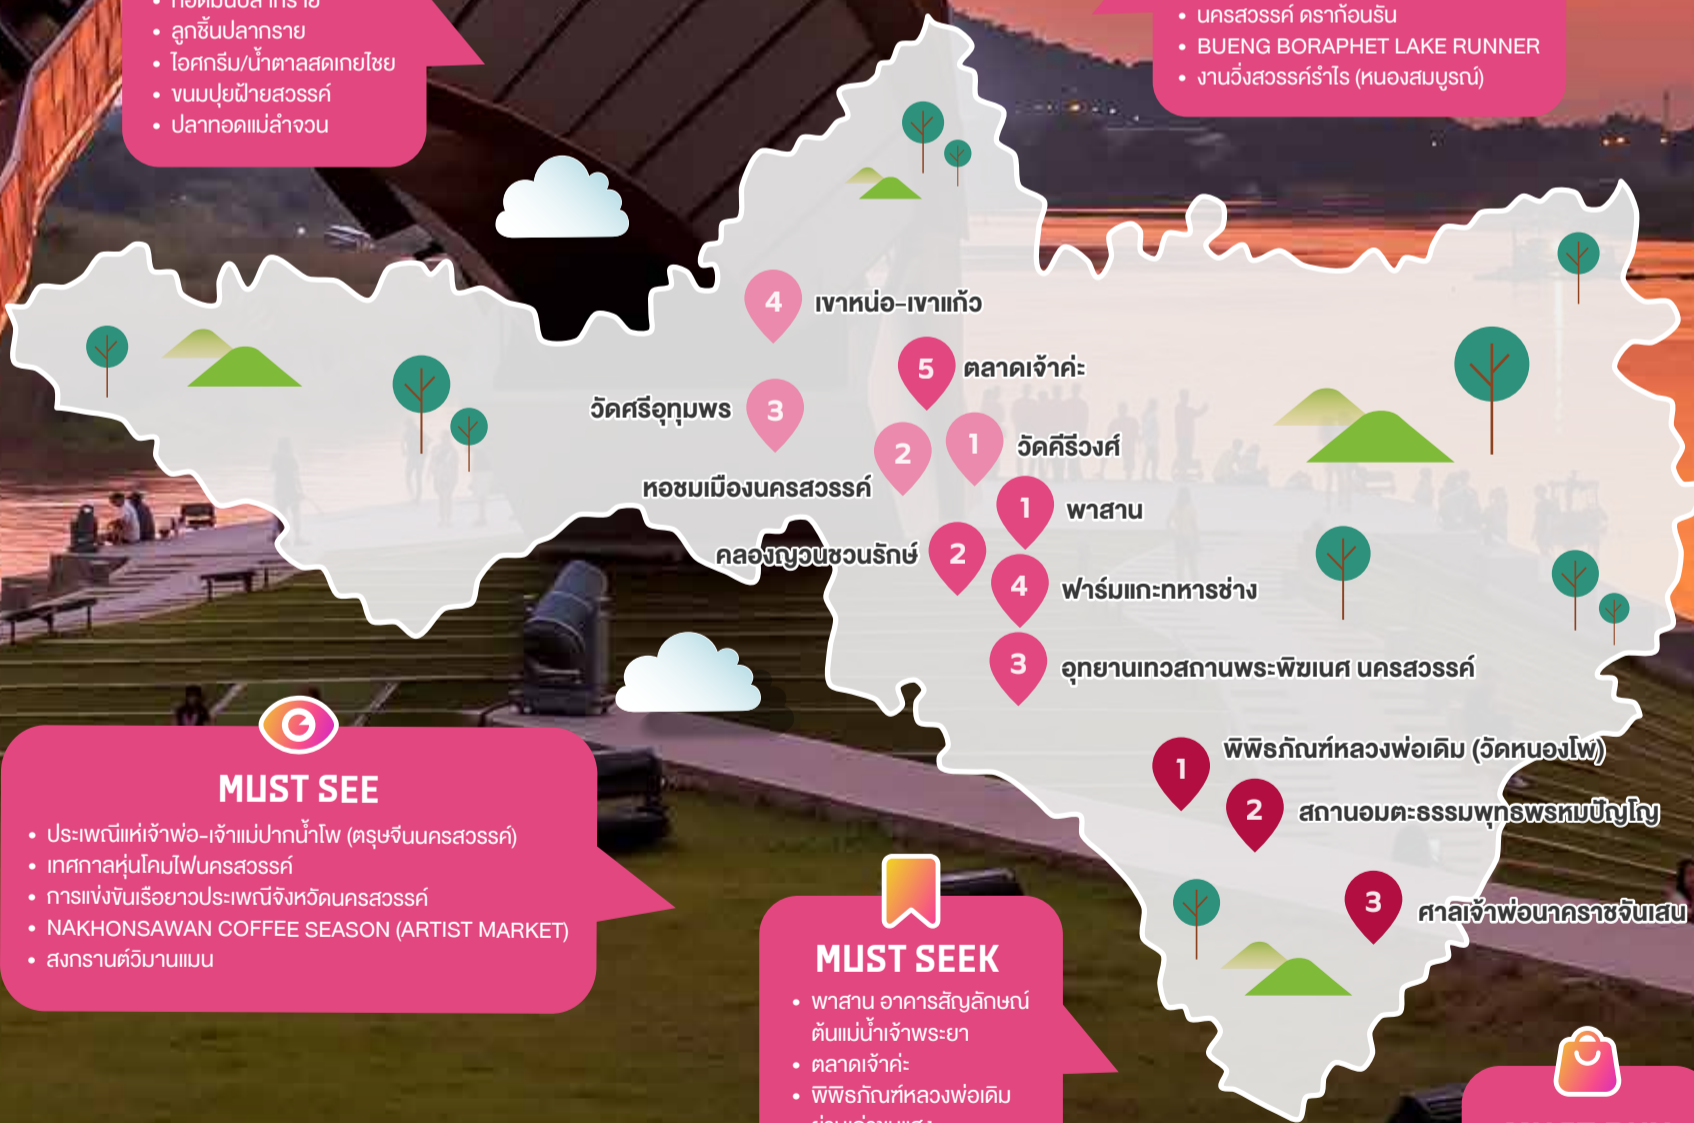 ทอดมันปลากราย
• ลูกชิ้นปลากราย
• ไอศกรีม/น้ำตาลสดเกยไชย
• ขนมปุยฝ้ายสวรรค์
• ปลาทอดแม่ลำจวน
• นครสวรรค์ ดราก้อนรัน
• BUENG BORAPHET LAKE RUNNER
• งานวิ่งสวรรค์รำไร (หนองสมบูรณ์)
4 เขาหน่อ-เขาแก้ว
5 ตลาดเจ้าค่ะ
วัดศรีอุทุมพร 3
1 วัดคีรีวงศ์
หอชมเมืองนครสวรรค์ 2
1 พาสาน
คลองญวนชวนรักษ์ 2
4 ฟาร์มแกะทหารช่าง
3 อุทยานเทวสถานพระพิฆเนศ นครสวรรค์
1 พิพิธภัณฑ์หลวงพ่อเดิม (วัดหนองโพ)
2 สถานอมตะธรรมพุทธพรหมปัญโญ
3 ศาลเจ้าพ่อนาคราชจันเสน
MUST SEE
• ประเพณีแห่เจ้าพ่อ-เจ้าแม่ปากน้ำโพ (ตรุษจีนนครสวรรค์)
• เทศกาลหุ่นโคมไฟนครสวรรค์
• การแข่งขันเรือยาวประเพณีจังหวัดนครสวรรค์
• NAKHONSAWAN COFFEE SEASON (ARTIST MARKET)
• สงกรานต์วิมานแมน
MUST SEEK
• พาสาน อาคารสัญลักษณ์
ต้นแม่น้ำเจ้าพระยา
• ตลาดเจ้าค่ะ
• พิพิธภัณฑ์หลวงพ่อเดิม